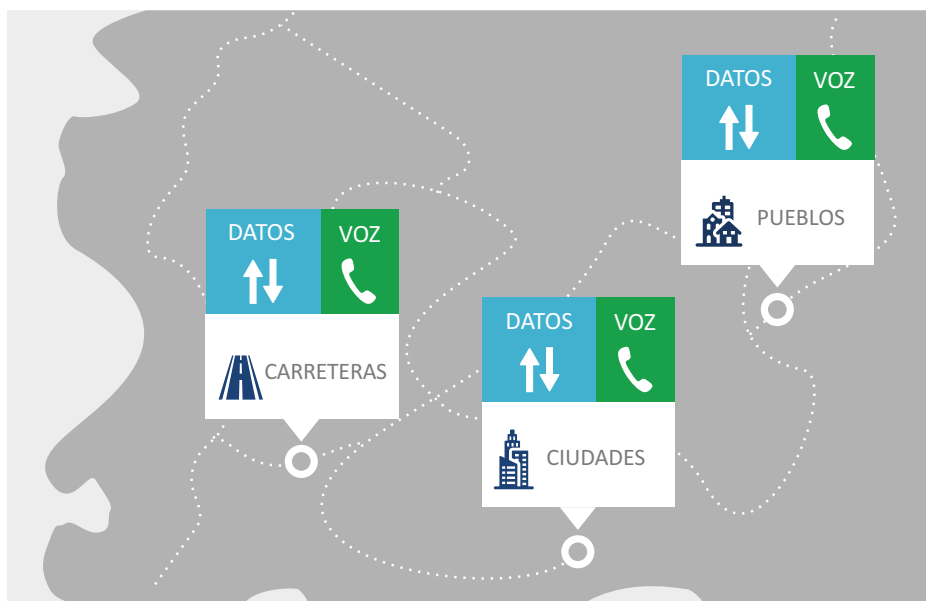 DATOS VOZ
PUEBLOS
DATOS VOZ
CARRETERAS
DATOS VOZ
CIUDADES